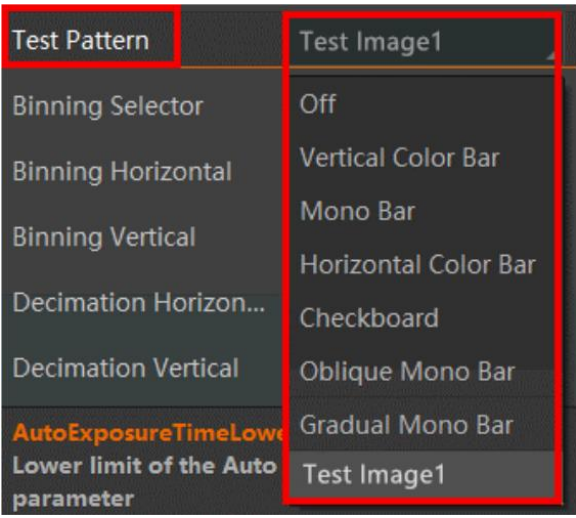 Test Pattern
Test Image1
Binning Selector
Off
Binning Horizontal
Vertical Color Bar
Binning Vertical
Mono Bar
Horizontal Color Bar
Decimation Horizon...
Checkboard
Decimation Vertical
Oblique Mono Bar
AutoExposureTimeLowe
Gradual Mono Bar
Lower limit of the Auto
Test Image1
parameter